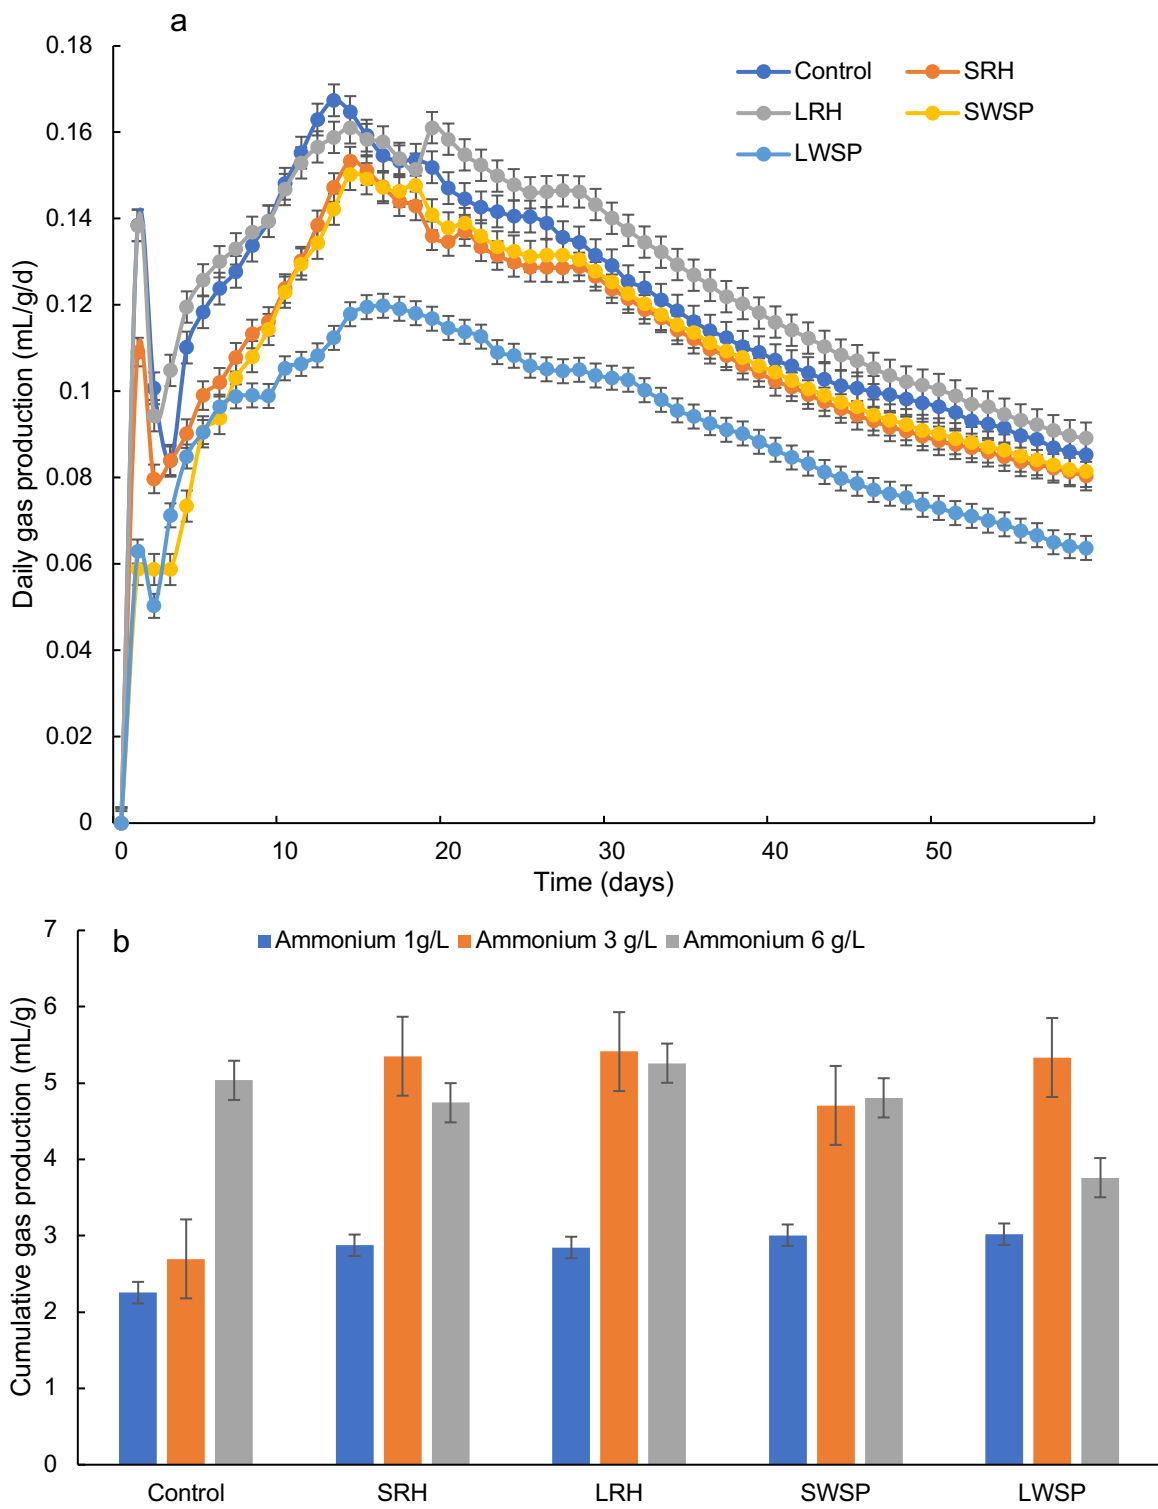 a
0.18
0.16
0.14
0.12
0.1
0.08
0.06
0.04
0.02
0
Daily gas production (mL/g/d)
Control SRH
LRH SWSP
LWSP
0 10 20 30 40 50
Time (days)
b
Ammonium 1g/L Ammonium 3 g/L Ammonium 6 g/L
7
6
5
4
3
2
1
0
Cumulative gas production (mL/g)
Control SRH LRH SWSP LWSP